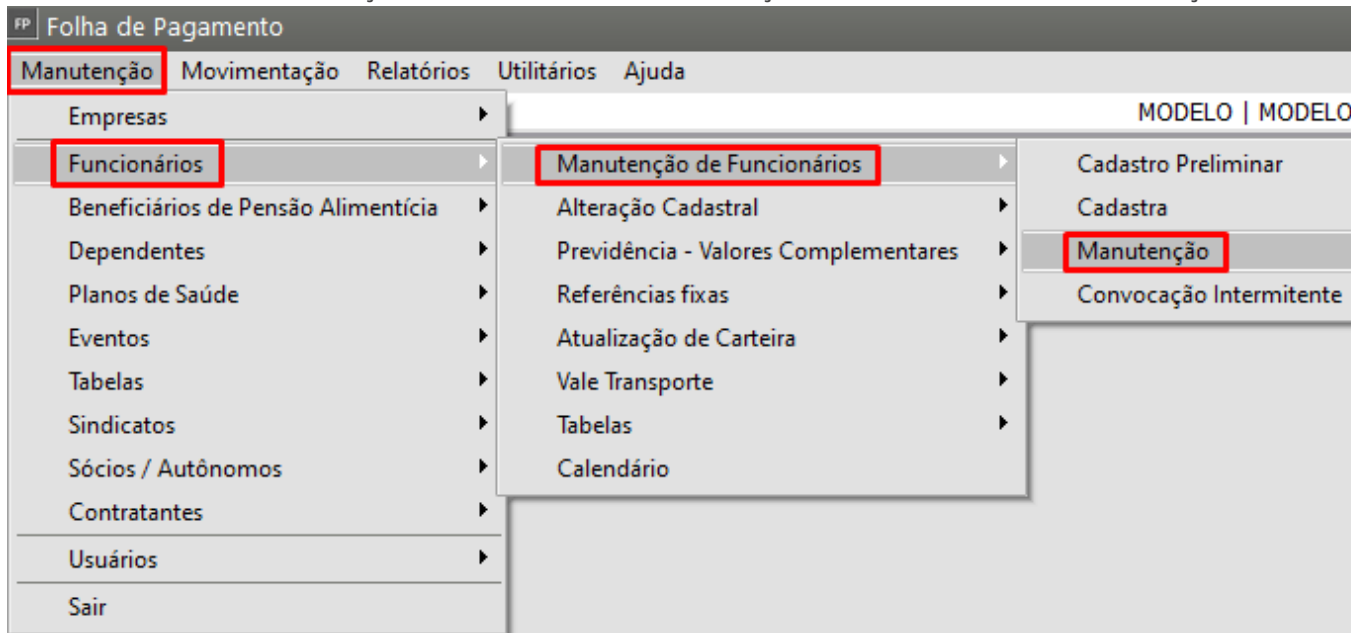 FP Folha de Pagamento
Manutenção Movimentação Relatórios Utilitários Ajuda
MODELO | MODELO
Empresas
Funcionários
Beneficiários de Pensão Alimentícia
Dependentes
Planos de Saúde
Eventos
Tabelas
Sindicatos
Sócios / Autônomos
Contratantes
Usuários
Sair
Manutenção de Funcionários
Alteração Cadastral
Previdência - Valores Complementares
Referências fixas
Atualização de Carteira
Vale Transporte
Tabelas
Calendário
Cadastro Preliminar
Cadastra
Manutenção
Convocação Intermitente